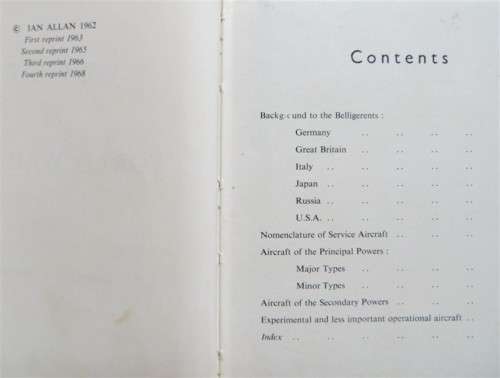 © IAN ALLAN 1962
First reprint 1963
Second reprint 1965
Third reprint 1966
Fourth reprint 1968
Contents
Background to the Belligerents :
Germany .. .. .. ..
Great Britain .. .. .. ..
Italy .. .. .. .. ..
Japan .. .. .. .. ..
Russia .. .. .. .. ..
U.S.A. .. .. .. .. ..
Nomenclature of Service Aircraft .. .. ..
Aircraft of the Principal Powers :
Major Types .. .. .. ..
Minor Types .. .. .. ..
Aircraft of the Secondary Powers .. .. ..
Experimental and less important operational aircraft ..
Index .. .. .. .. .. ..